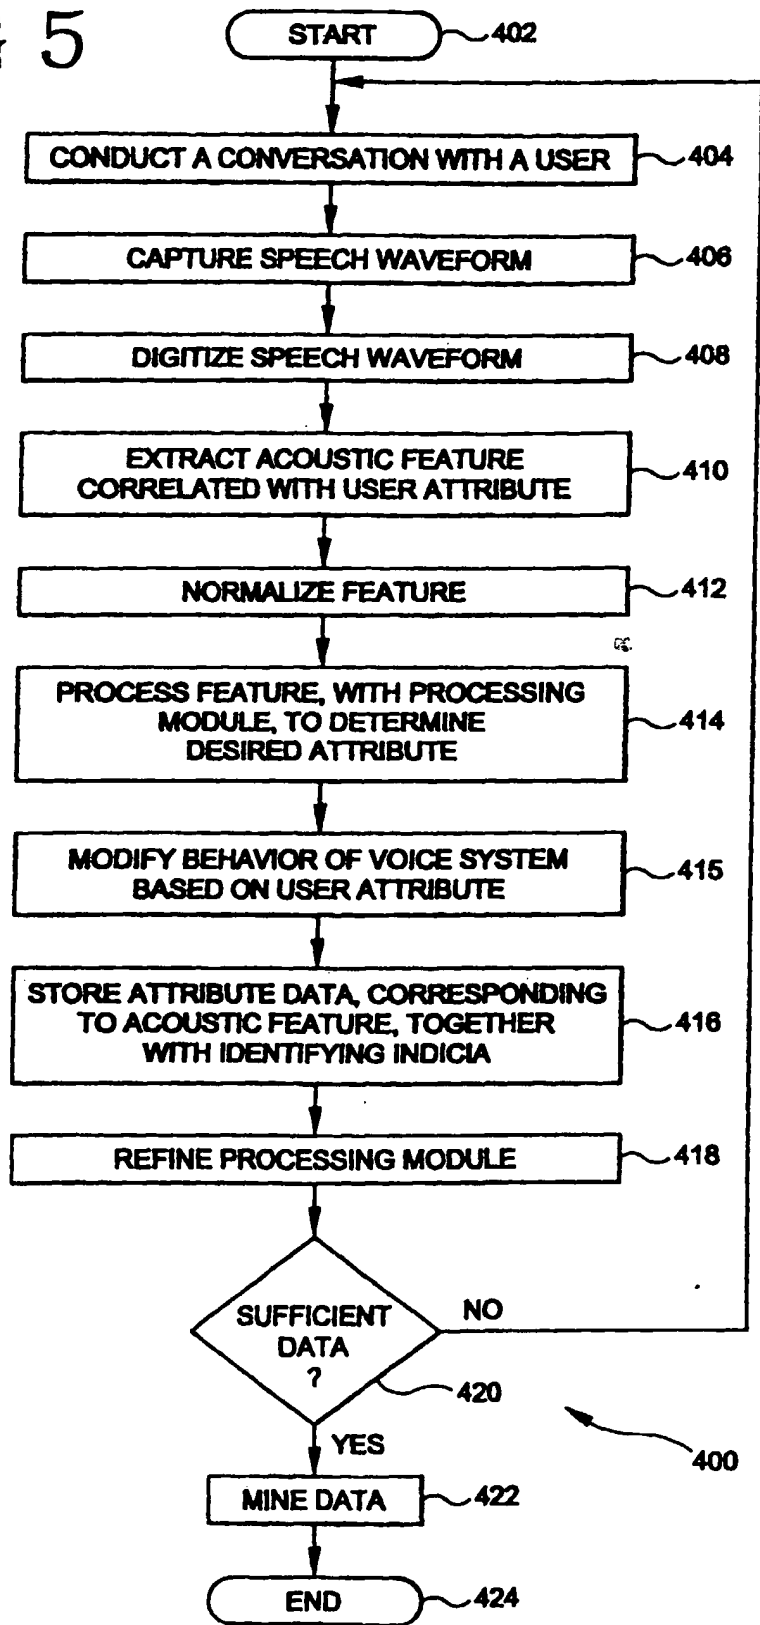 5
START
402
CONDUCT A CONVERSATION WITH A USER
404
CAPTURE SPEECH WAVEFORM
406
DIGITIZE SPEECH WAVEFORM
408
EXTRACT ACOUSTIC FEATURE
CORRELATED WITH USER ATTRIBUTE
410
NORMALIZE FEATURE
412
PROCESS FEATURE, WITH PROCESSING
MODULE, TO DETERMINE
DESIRED ATTRIBUTE
414
MODIFY BEHAVIOR OF VOICE SYSTEM
BASED ON USER ATTRIBUTE
415
STORE ATTRIBUTE DATA, CORRESPONDING
TO ACOUSTIC FEATURE, TOGETHER
WITH IDENTIFYING INDICIA
416
REFINE PROCESSING MODULE
418
SUFFICIENT
DATA
?
NO
420
YES
400
MINE DATA
422
END
424